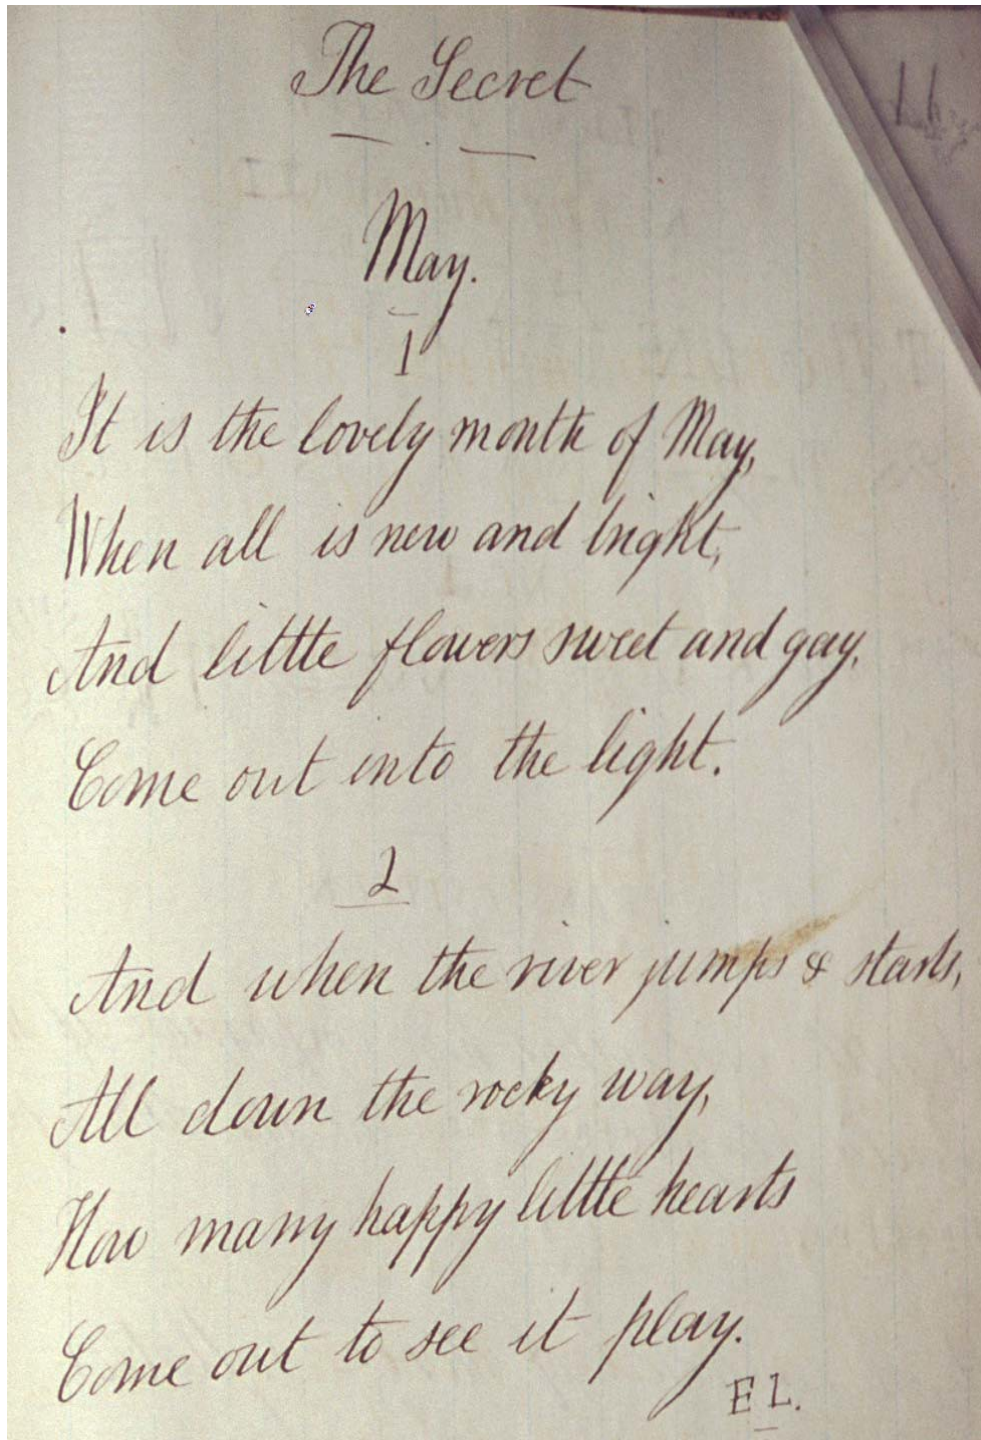 The Secret
May.
1
It is the lovely month of May,
When all is new and bright,
And little flowers sweet and gay,
Come out into the light.
2
And when the river jumps & starts,
All down the rocky way,
How many happy little hearts
Come out to see it play.
E L.